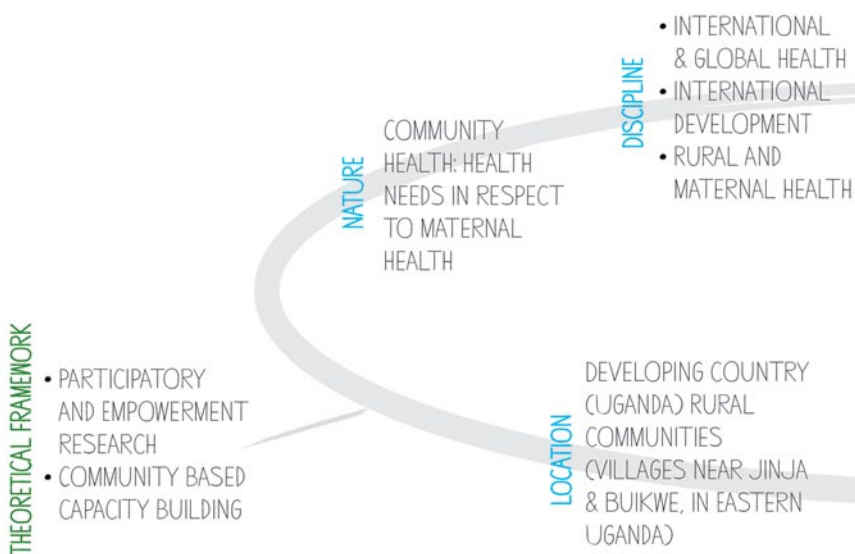 DISCIPLINE
• INTERNATIONAL
& GLOBAL HEALTH
• INTERNATIONAL
DEVELOPMENT
• RURAL AND
MATERNAL HEALTH
NATURE
COMMUNITY
HEALTH: HEALTH
NEEDS IN RESPECT
TO MATERNAL
HEALTH
THEORETICAL FRAMEWORK
• PARTICIPATORY
AND EMPOWERMENT
RESEARCH
• COMMUNITY BASED
CAPACITY BUILDING
LOCATION
DEVELOPING COUNTRY
(UGANDA) RURAL
COMMUNITIES
(VILLAGES NEAR JINJA
& BUIKWE, IN EASTERN
UGANDA)